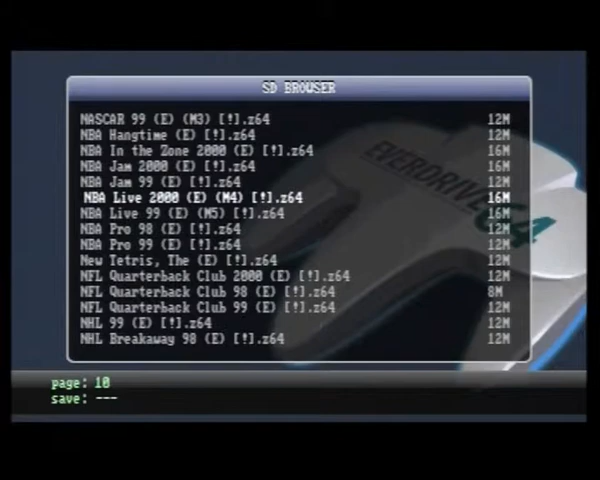 SD BROWSER
NASCAR 99 (E) (M3) [!].z64 12M
NBA Hangtime (E) [!].z64 12M
NBA In the Zone 2000 (E) [!].z64 16M
NBA Jam 2000 (E) [!].z64 16M
NBA Jam 99 (E) [!].z64 12M
NBA Live 2000 (E) (M4) [!].z64 16M
NBA Live 99 (E) (M5) [!].z64 16M
NBA Pro 98 (E) [!].z64 12M
NBA Pro 99 (E) [!].z64 12M
New Tetris, The (E) [!].z64 12M
NFL Quarterback Club 2000 (E) [!].z64 12M
NFL Quarterback Club 98 (E) [!].z64 8M
NFL Quarterback Club 99 (E) [!].z64 12M
NHL 99 (E) [!].z64 12M
NHL Breakaway 98 (E) [!].z64 12M
EVERDRIVE 64
page: 10
save: ---